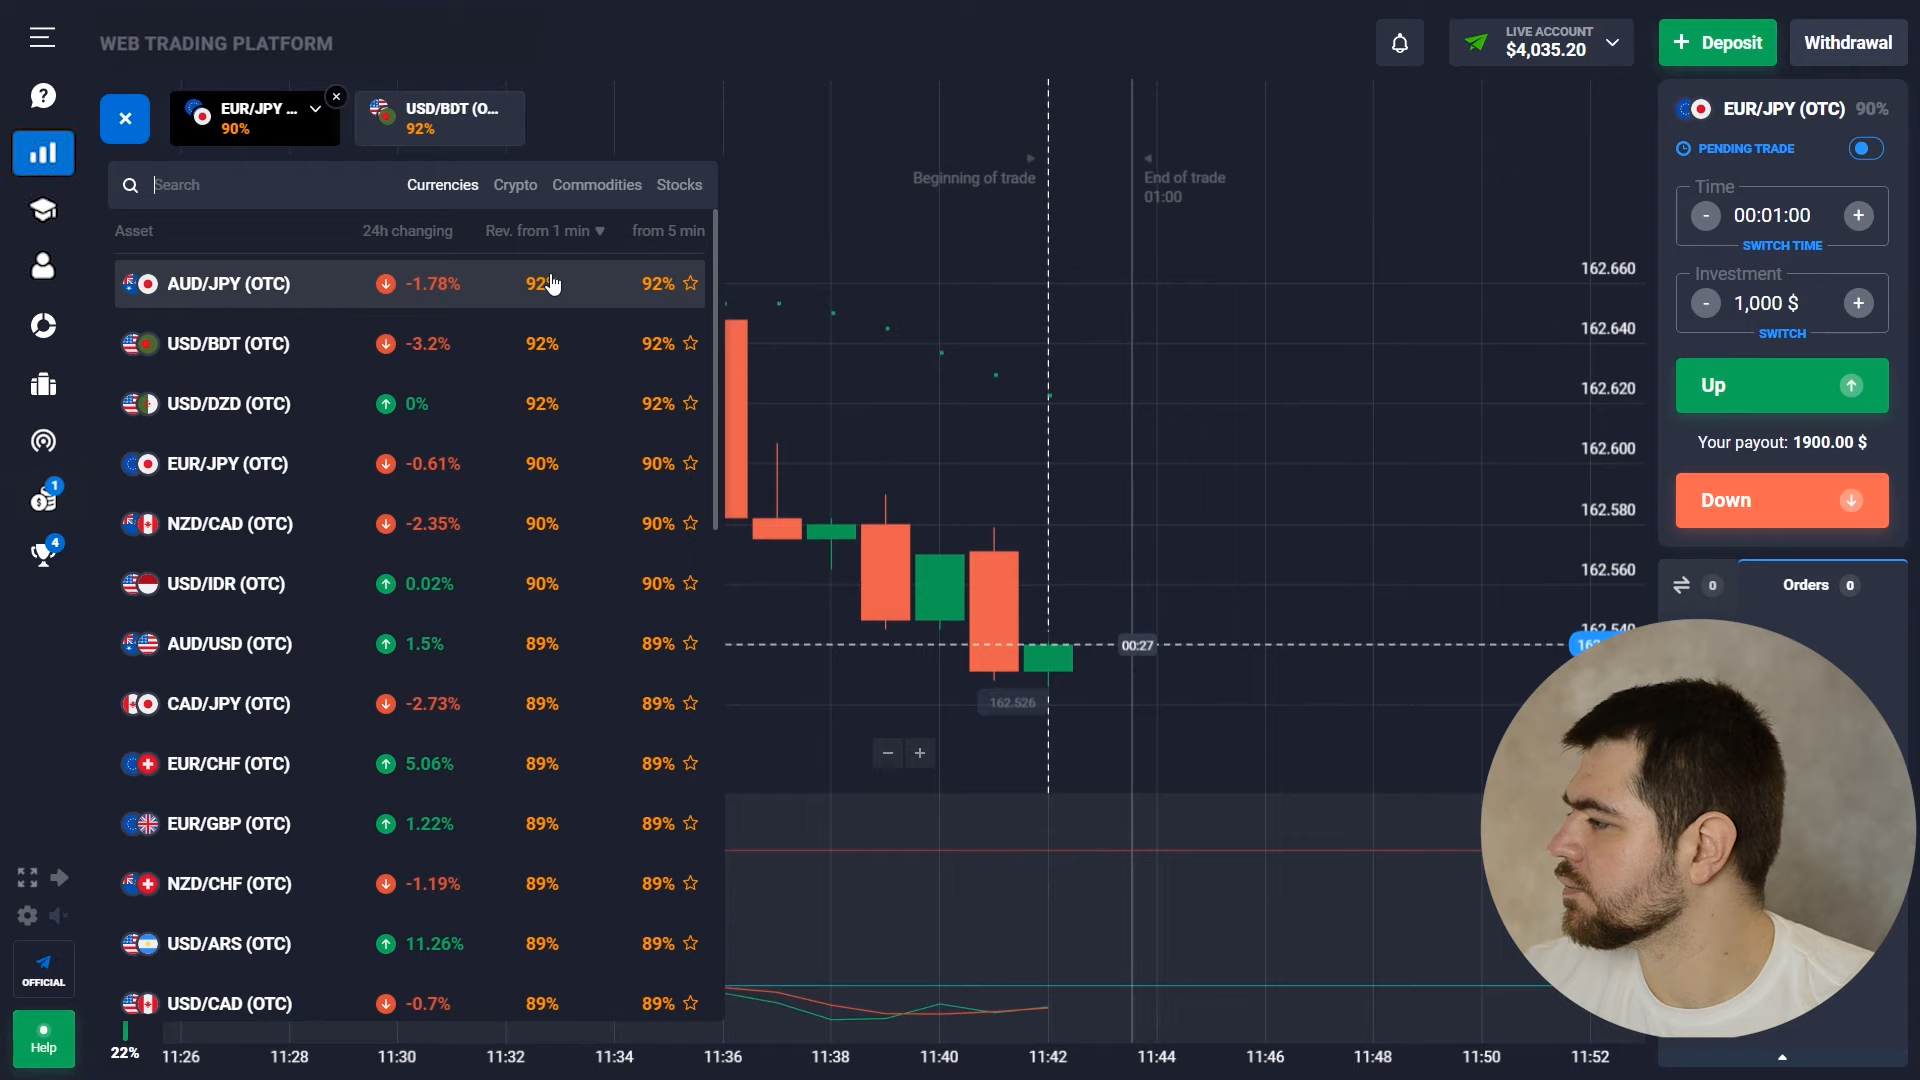 WEB TRADING PLATFORM
LIVE ACCOUNT
$4,035.20
+ Deposit
Withdrawal
EUR/JPY ...
90%
USD/BDT (O...
92%
Search
Currencies Crypto Commodities Stocks
Asset 24h changing Rev. from 1 min ▼ from 5 min
AUD/JPY (OTC) -1.78% 92% 92%
USD/BDT (OTC) -3.2% 92% 92%
USD/DZD (OTC) 0% 92% 92%
EUR/JPY (OTC) -0.61% 90% 90%
NZD/CAD (OTC) -2.35% 90% 90%
USD/IDR (OTC) 0.02% 90% 90%
AUD/USD (OTC) 1.5% 89% 89%
CAD/JPY (OTC) -2.73% 89% 89%
EUR/CHF (OTC) 5.06% 89% 89%
EUR/GBP (OTC) 1.22% 89% 89%
NZD/CHF (OTC) -1.19% 89% 89%
USD/ARS (OTC) 11.26% 89% 89%
USD/CAD (OTC) -0.7% 89% 89%
1
4
OFFICIAL
Help
22%
Beginning of trade
End of trade
01:00
162.660
162.640
162.620
162.600
162.580
162.560
162.540
00:27
162.526
− +
11:26 11:28 11:30 11:32 11:34 11:36 11:38 11:40 11:42 11:44 11:46 11:48 11:50 11:52
EUR/JPY (OTC) 90%
PENDING TRADE
Time
- 00:01:00 +
SWITCH TIME
Investment
- 1,000 $ +
SWITCH
Up
Your payout: 1900.00 $
Down
0
Orders 0